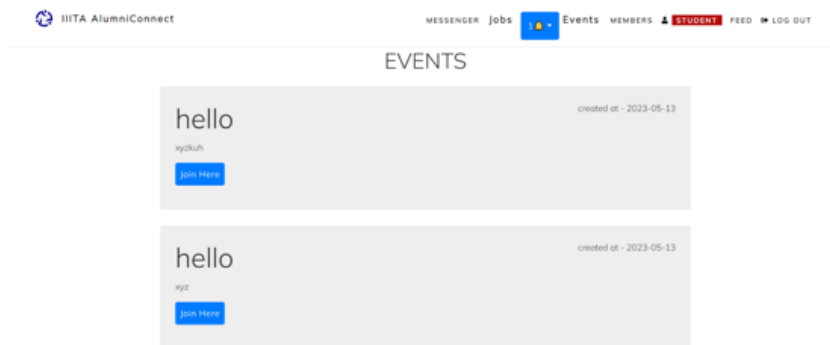 IIITA AlumniConnect
MESSENGER Jobs 1🔔 Events MEMBERS STUDENT FEED LOG OUT
EVENTS
hello
created at - 2023-05-13
xyzkuh
Join Here
hello
created at - 2023-05-13
xyz
Join Here